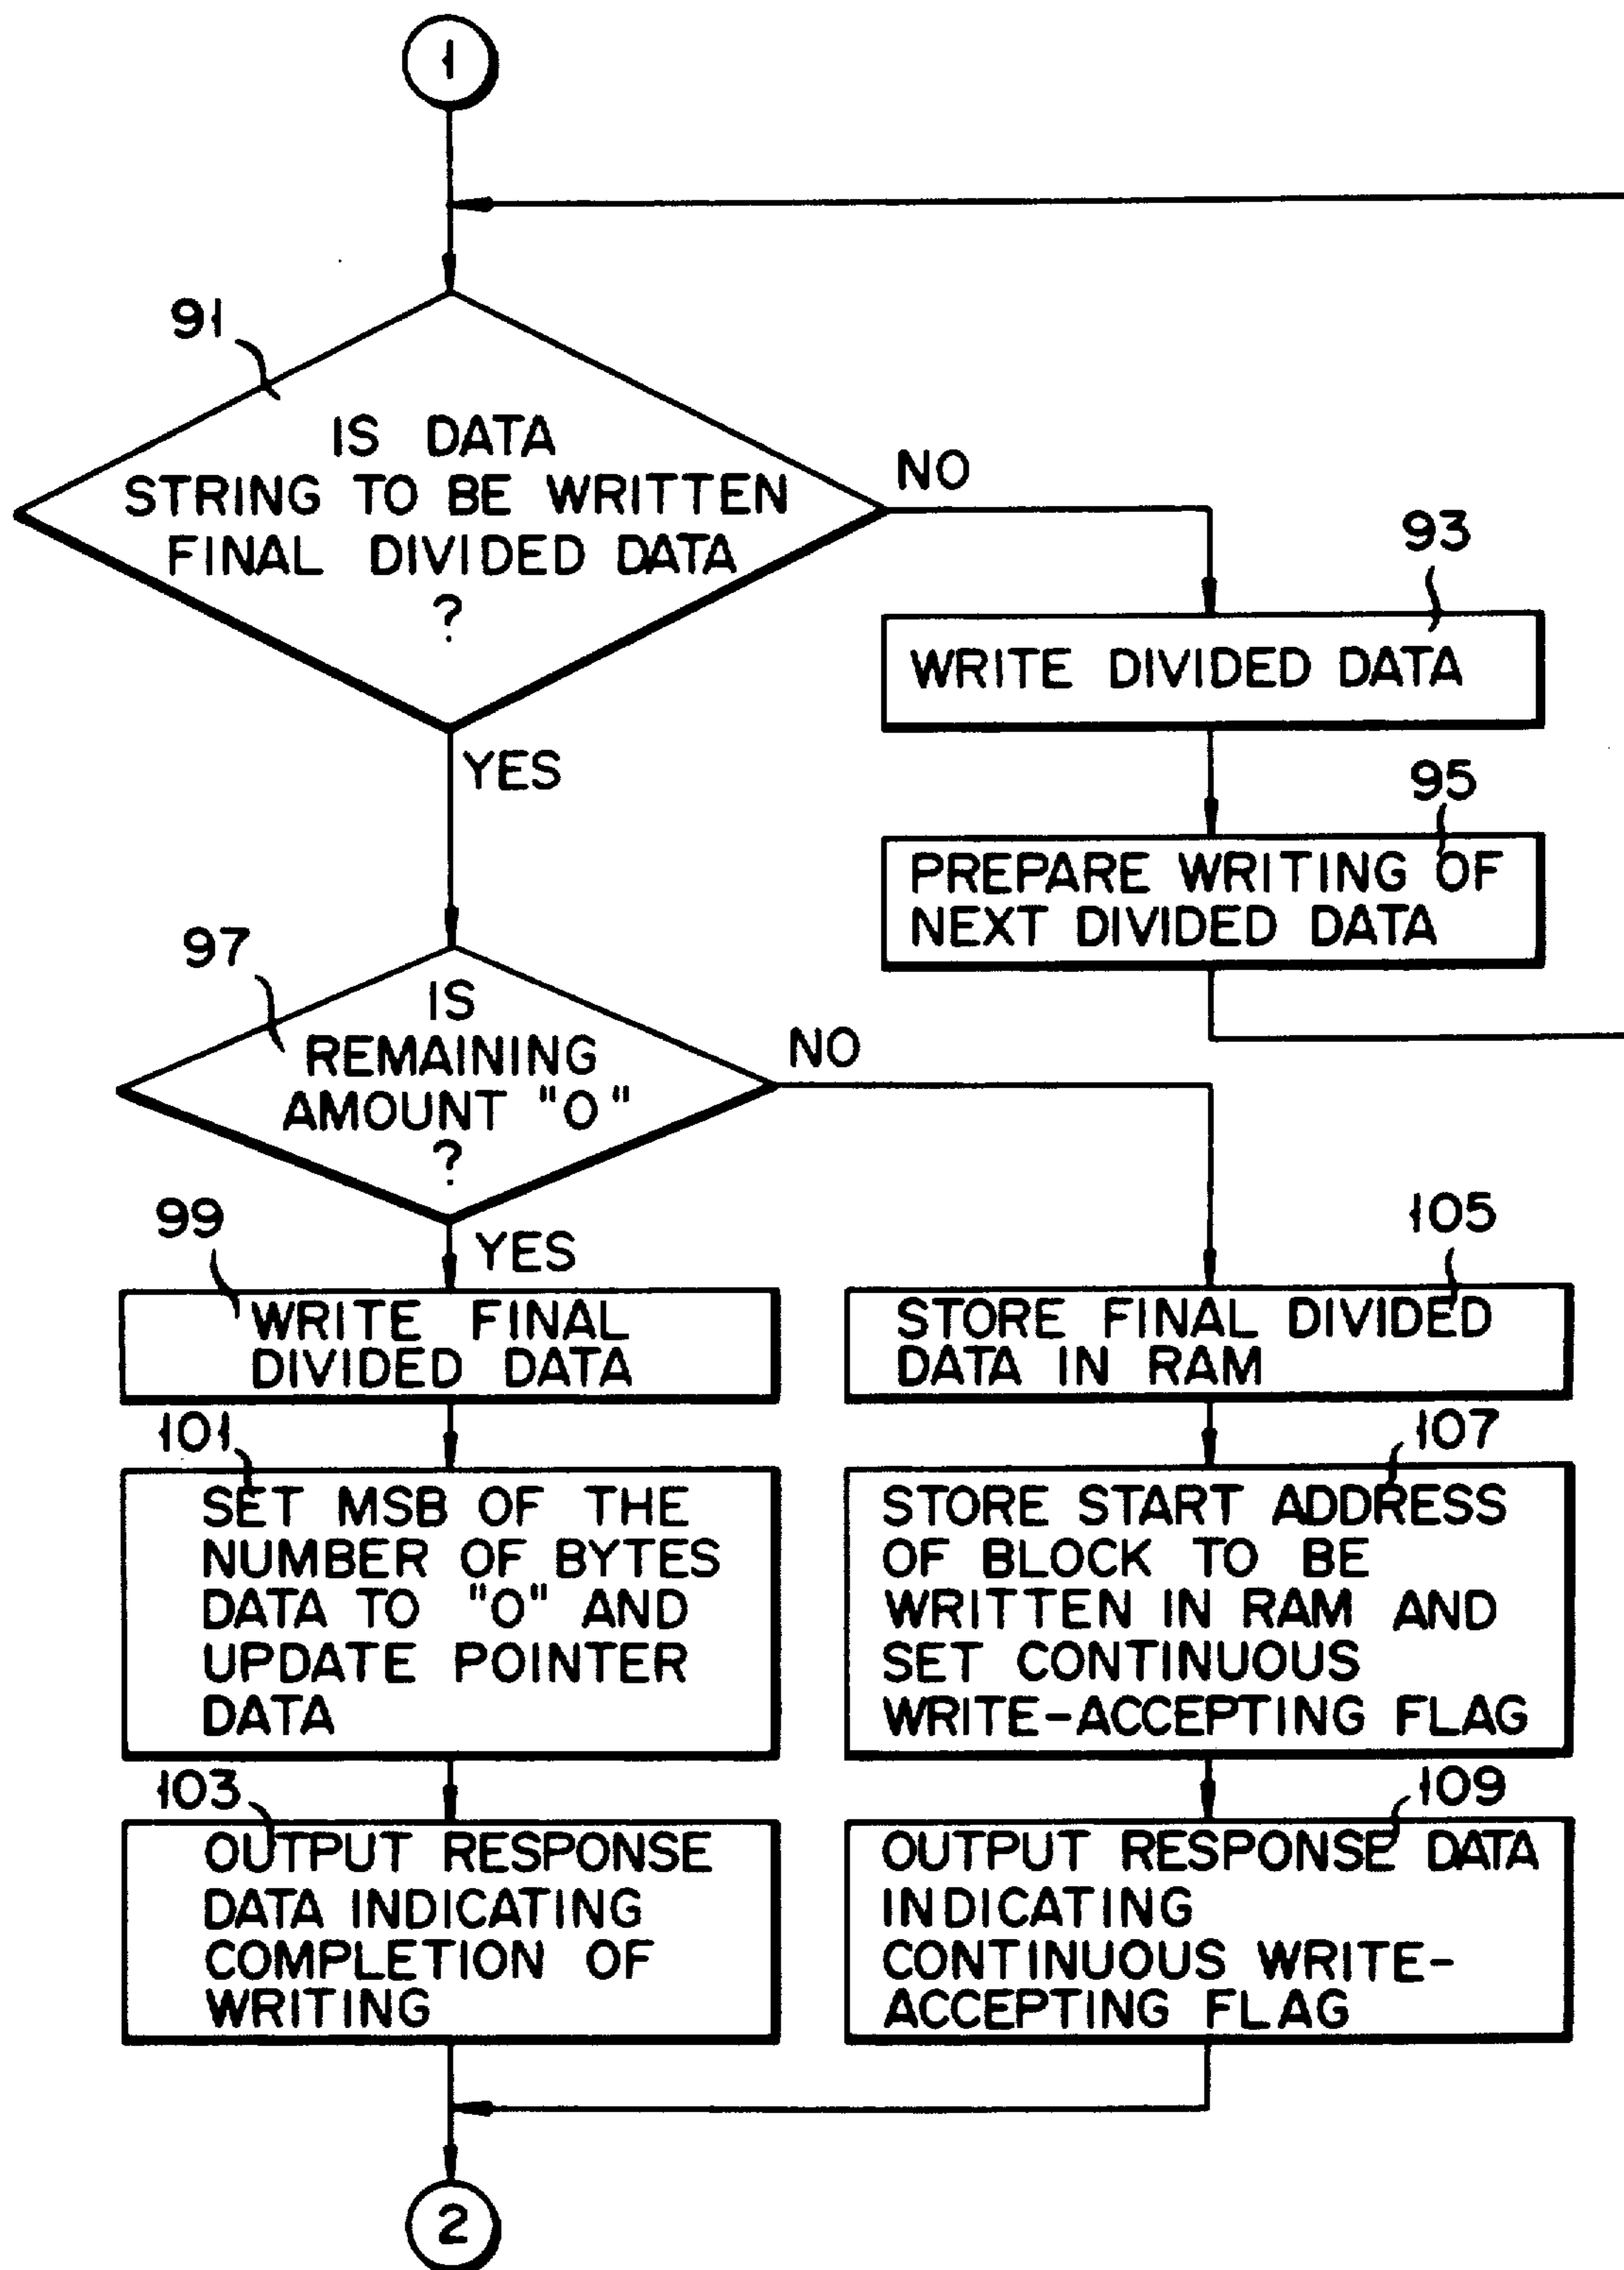 1
91
IS DATA
STRING TO BE WRITTEN
FINAL DIVIDED DATA
?
NO
93
WRITE DIVIDED DATA
YES
95
PREPARE WRITING OF
NEXT DIVIDED DATA
97
IS
REMAINING
AMOUNT "O"
?
NO
YES
99
WRITE FINAL
DIVIDED DATA
101
SET MSB OF THE
NUMBER OF BYTES
DATA TO "O" AND
UPDATE POINTER
DATA
103
OUTPUT RESPONSE
DATA INDICATING
COMPLETION OF
WRITING
105
STORE FINAL DIVIDED
DATA IN RAM
107
STORE START ADDRESS
OF BLOCK TO BE
WRITTEN IN RAM AND
SET CONTINUOUS
WRITE-ACCEPTING FLAG
109
OUTPUT RESPONSE DATA
INDICATING
CONTINUOUS WRITE-
ACCEPTING FLAG
2